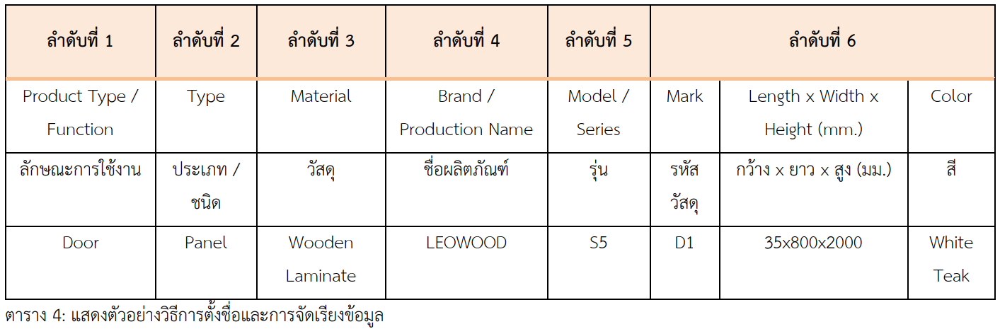 ลำดับที่ 1 ลำดับที่ 2 ลำดับที่ 3 ลำดับที่ 4 ลำดับที่ 5 ลำดับที่ 6
Product Type / Type Material Brand / Model / Mark Length x Width x Color
Function Production Name Series Height (mm.)
ลักษณะการใช้งาน ประเภท / วัสดุ ชื่อผลิตภัณฑ์ รุ่น รหัส กว้าง x ยาว x สูง (มม.) สี
ชนิด วัสดุ
Door Panel Wooden LEOWOOD S5 D1 35x800x2000 White
Laminate Teak
ตาราง 4: แสดงตัวอย่างวิธีการตั้งชื่อและการจัดเรียงข้อมูล